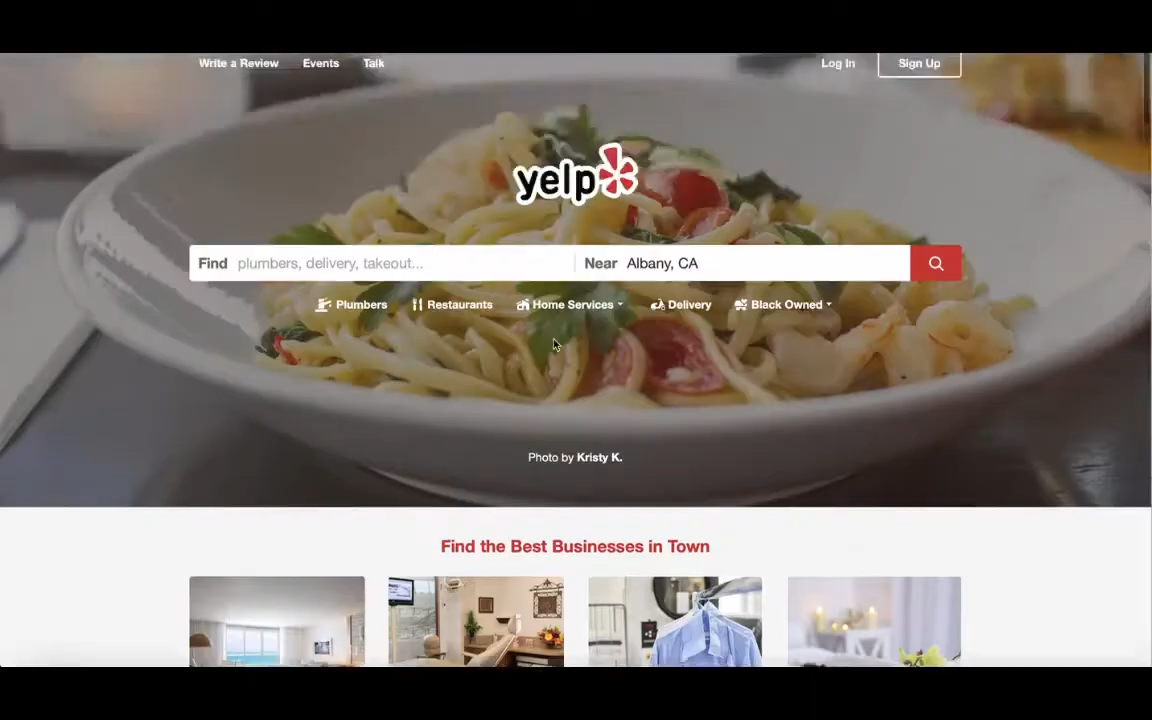 Write a Review Events Talk Log In Sign Up
yelp
Find plumbers, delivery, takeout... Near Albany, CA
Plumbers Restaurants Home Services Delivery Black Owned
Photo by Kristy K.
Find the Best Businesses in Town